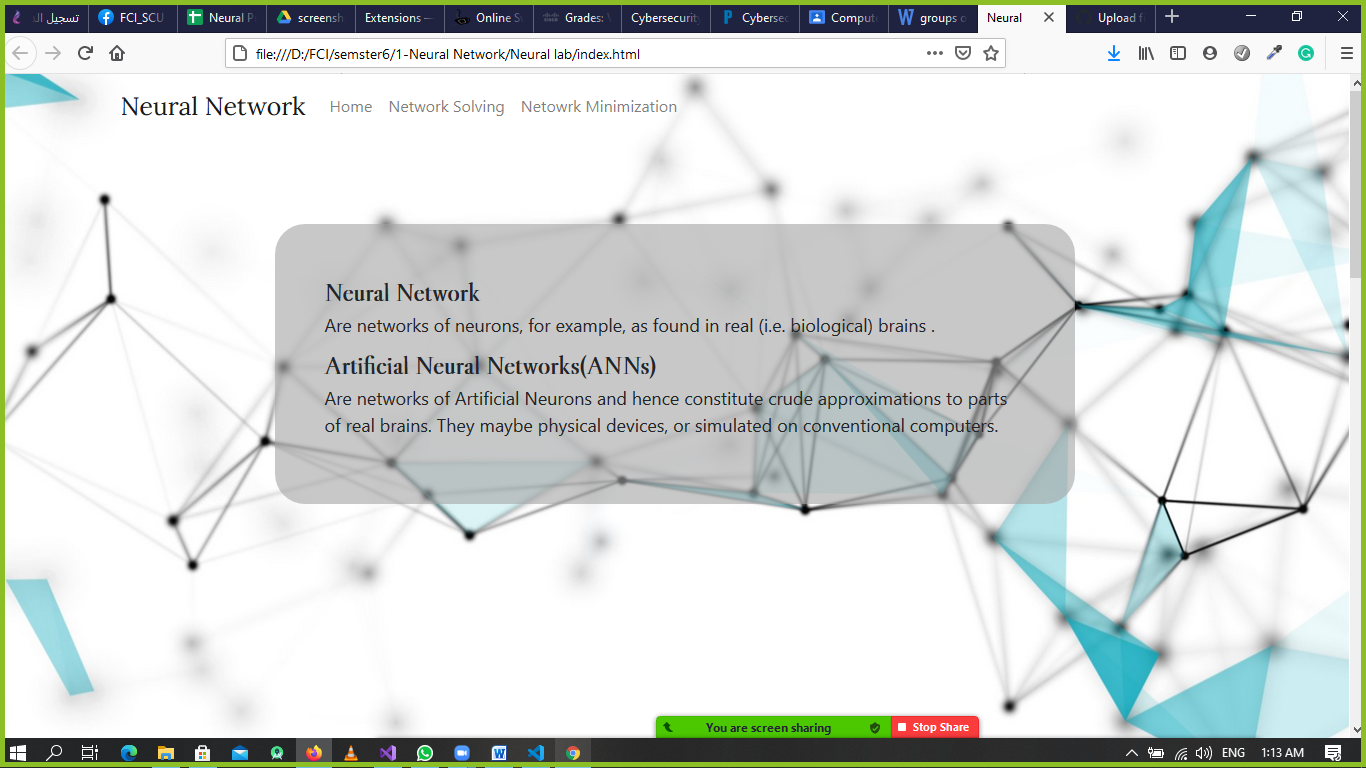 تسجيل ال
FCI_SCU
Neural P
screensh
Extensions —
Online S
Grades:
Cybersecurity
Cybersec
Comput
groups o
Neural
Upload f
file:///D:/FCI/semster6/1-Neural Network/Neural lab/index.html
Neural Network
Home
Network Solving
Netowrk Minimization
Neural Network
Are networks of neurons, for example, as found in real (i.e. biological) brains .
Artificial Neural Networks(ANNs)
Are networks of Artificial Neurons and hence constitute crude approximations to parts
of real brains. They maybe physical devices, or simulated on conventional computers.
You are screen sharing
Stop Share
ENG
1:13 AM